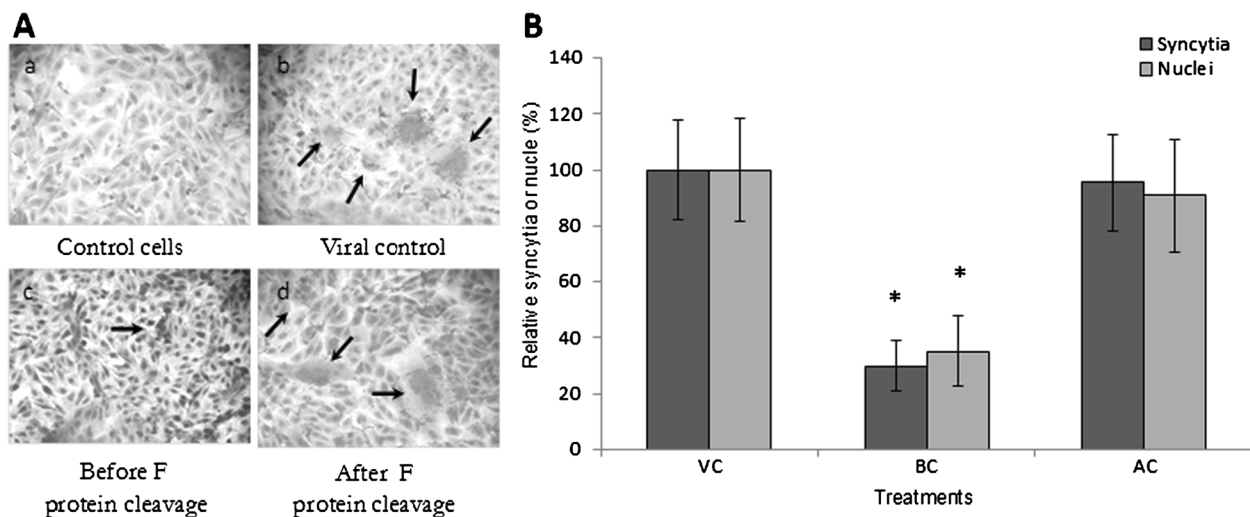 A
a
b
Control cells
Viral control
c
d
Before F
protein cleavage
After F
protein cleavage
B
Syncytia
Nuclei
Relative syncytia or nucle (%)
140
120
100
80
60
40
20
0
*
*
VC
BC
AC
Treatments